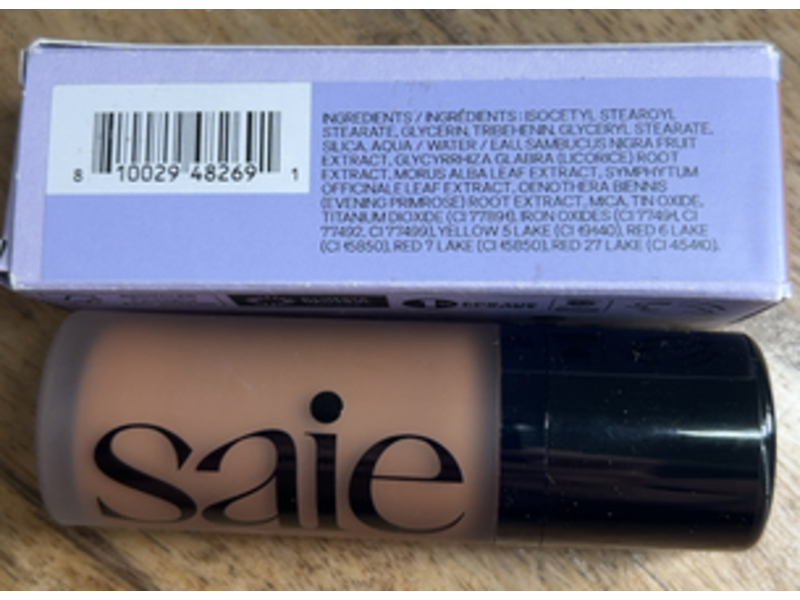 INGREDIENTS / INGRÉDIENTS : ISOCETYL STEAROYL
STEARATE, GLYCERIN, TRIBEHENIN, GLYCERYL STEARATE,
SILICA, AQUA / WATER / EAU, SAMBUCUS NIGRA FRUIT
EXTRACT, GLYCYRRHIZA GLABRA (LICORICE) ROOT
EXTRACT, MORUS ALBA LEAF EXTRACT, SYMPHYTUM
OFFICINALE LEAF EXTRACT, OENOTHERA BIENNIS
(EVENING PRIMROSE) ROOT EXTRACT, MICA, TIN OXIDE,
TITANIUM DIOXIDE (CI 77891), IRON OXIDES (CI 77491, CI
77492, CI 77499), YELLOW 5 LAKE (CI 19140), RED 6 LAKE
(CI 15850), RED 7 LAKE (CI 15850), RED 27 LAKE (CI 45410).
8 10029 48269 1
saie